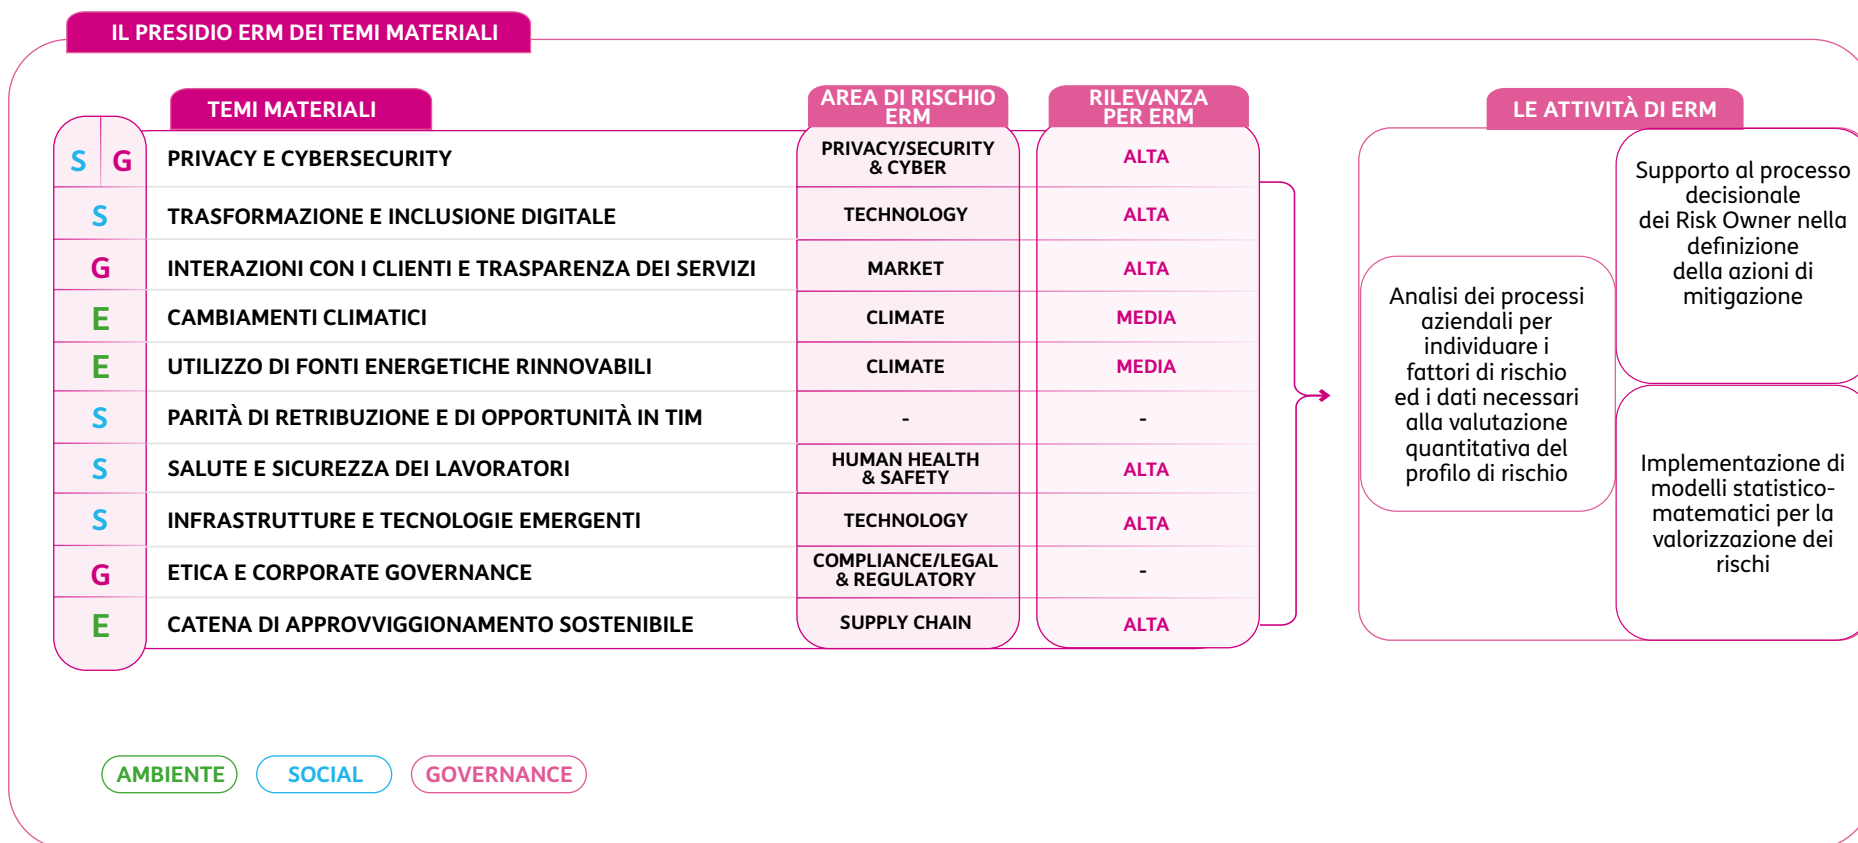 IL PRESIDIO ERM DEI TEMI MATERIALI
TEMI MATERIALI
AREA DI RISCHIO
ERM
RILEVANZA
PER ERM
S G PRIVACY E CYBERSECURITY
PRIVACY/SECURITY
& CYBER
ALTA
S TRASFORMAZIONE E INCLUSIONE DIGITALE TECHNOLOGY ALTA
G INTERAZIONI CON I CLIENTI E TRASPARENZA DEI SERVIZI MARKET ALTA
E CAMBIAMENTI CLIMATICI CLIMATE MEDIA
E UTILIZZO DI FONTI ENERGETICHE RINNOVABILI CLIMATE MEDIA
S PARITÀ DI RETRIBUZIONE E DI OPPORTUNITÀ IN TIM - -
S SALUTE E SICUREZZA DEI LAVORATORI
HUMAN HEALTH
& SAFETY
ALTA
S INFRASTRUTTURE E TECNOLOGIE EMERGENTI TECHNOLOGY ALTA
G ETICA E CORPORATE GOVERNANCE
COMPLIANCE/LEGAL
& REGULATORY
-
E CATENA DI APPROVVIGGIONAMENTO SOSTENIBILE SUPPLY CHAIN ALTA
LE ATTIVITÀ DI ERM
Analisi dei processi
aziendali per
individuare i
fattori di rischio
ed i dati necessari
alla valutazione
quantitativa del
profilo di rischio
Supporto al processo
decisionale
dei Risk Owner nella
definizione
della azioni di
mitigazione
Implementazione di
modelli statistico-
matematici per la
valorizzazione dei
rischi
AMBIENTE SOCIAL GOVERNANCE